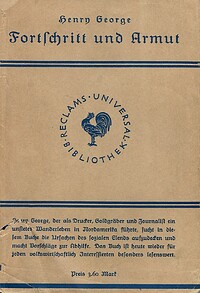 Henry George
Fortschritt und Armut
RECLAMS · UNIVERSAL
BIBLIOTHEK
Henry George, der als Drucker, Goldgräber und Journalist ein
unstetes Wanderleben in Nordamerika führte, sucht in die-
sem Buche die Ursachen des sozialen Elends aufzudecken und
macht Vorschläge zur Abhilfe. Das Buch ist heute wieder für
jeden volkswirtschaftlich Interessierten besonders lesenswert.
Preis 3.60 Mark